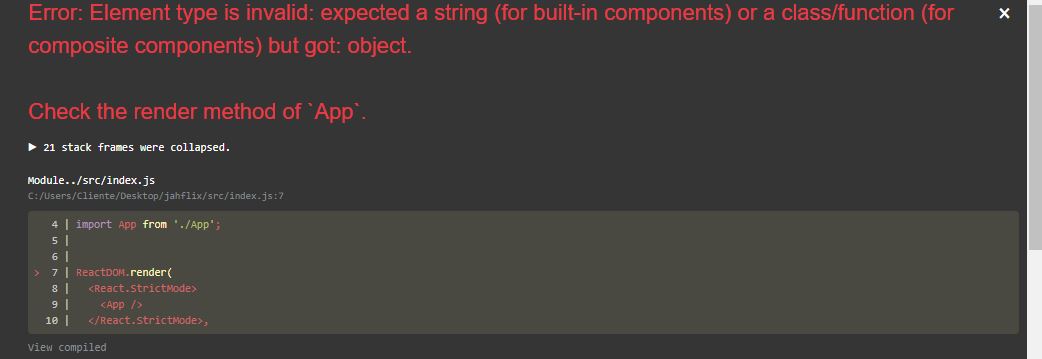 Error: Element type is invalid: expected a string (for built-in components) or a class/function (for
composite components) but got: object.
Check the render method of `App`.
▶ 21 stack frames were collapsed.
Module../src/index.js
C:/Users/Cliente/Desktop/jahflix/src/index.js:7
4 | import App from './App';
5 |
6 |
> 7 | ReactDOM.render(
8 | <React.StrictMode>
9 | <App />
10 | </React.StrictMode>,
View compiled